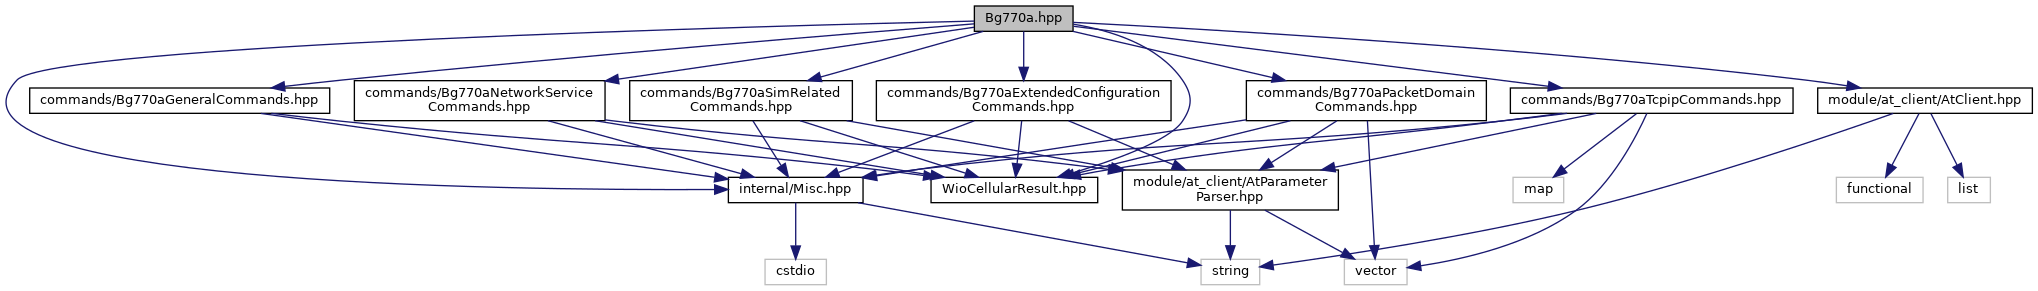 Bg770a.hpp
commands/Bg770aGeneralCommands.hpp
commands/Bg770aNetworkService
Commands.hpp
commands/Bg770aSimRelated
Commands.hpp
commands/Bg770aExtendedConfiguration
Commands.hpp
commands/Bg770aPacketDomain
Commands.hpp
commands/Bg770aTcpipCommands.hpp
module/at_client/AtClient.hpp
internal/Misc.hpp
WioCellularResult.hpp
module/at_client/AtParameter
Parser.hpp
map
functional
list
cstdio
string
vector